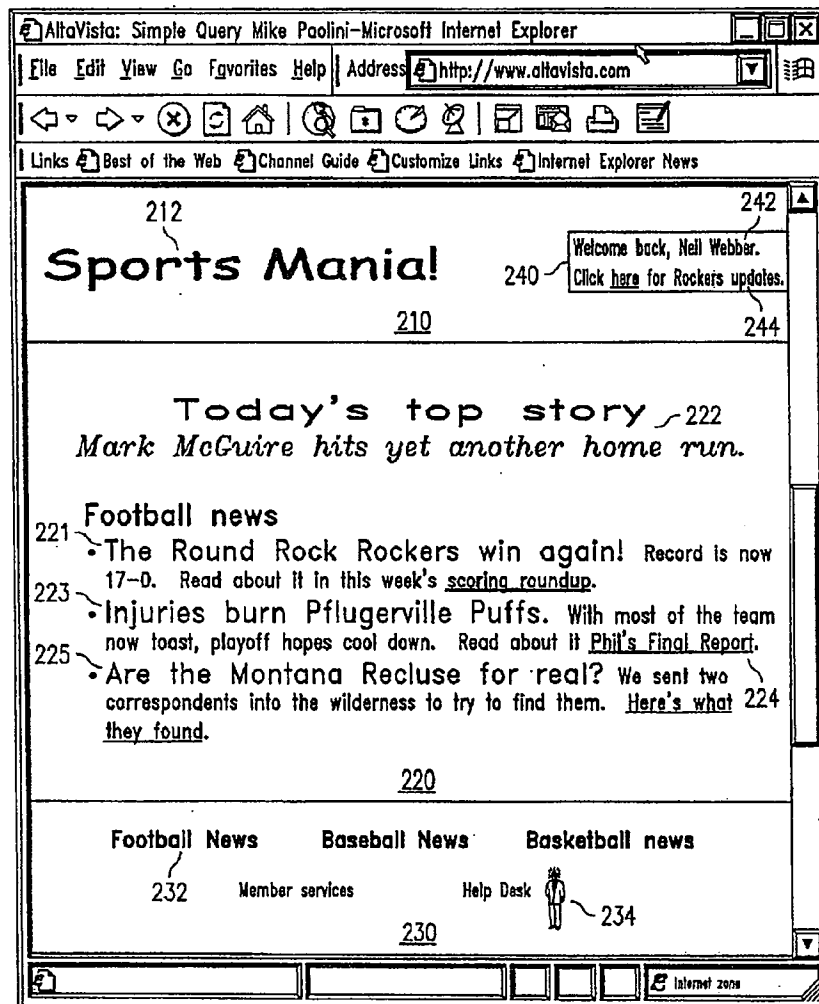 AltaVista: Simple Query Mike Paolini-Microsoft Internet Explorer
File Edit View Go Favorites Help Address http://www.altavista.com
Links Best of the Web Channel Guide Customize Links Internet Explorer News
212
242
Sports Mania!
Welcome back, Neil Webber.
240
Click here for Rockers updates.
210
244
Today's top story 222
Mark McGuire hits yet another home run.
Football news
221
•The Round Rock Rockers win again! Record is now
17-0. Read about it in this week's scoring roundup.
223
•Injuries burn Pflugerville Puffs. With most of the team
now toast, playoff hopes cool down. Read about it Phil's Final Report.
225
•Are the Montana Recluse for real? We sent two
correspondents into the wilderness to try to find them. Here's what 224
they found.
220
Football News Baseball News Basketball news
232 Member services Help Desk 234
230
Internet zone